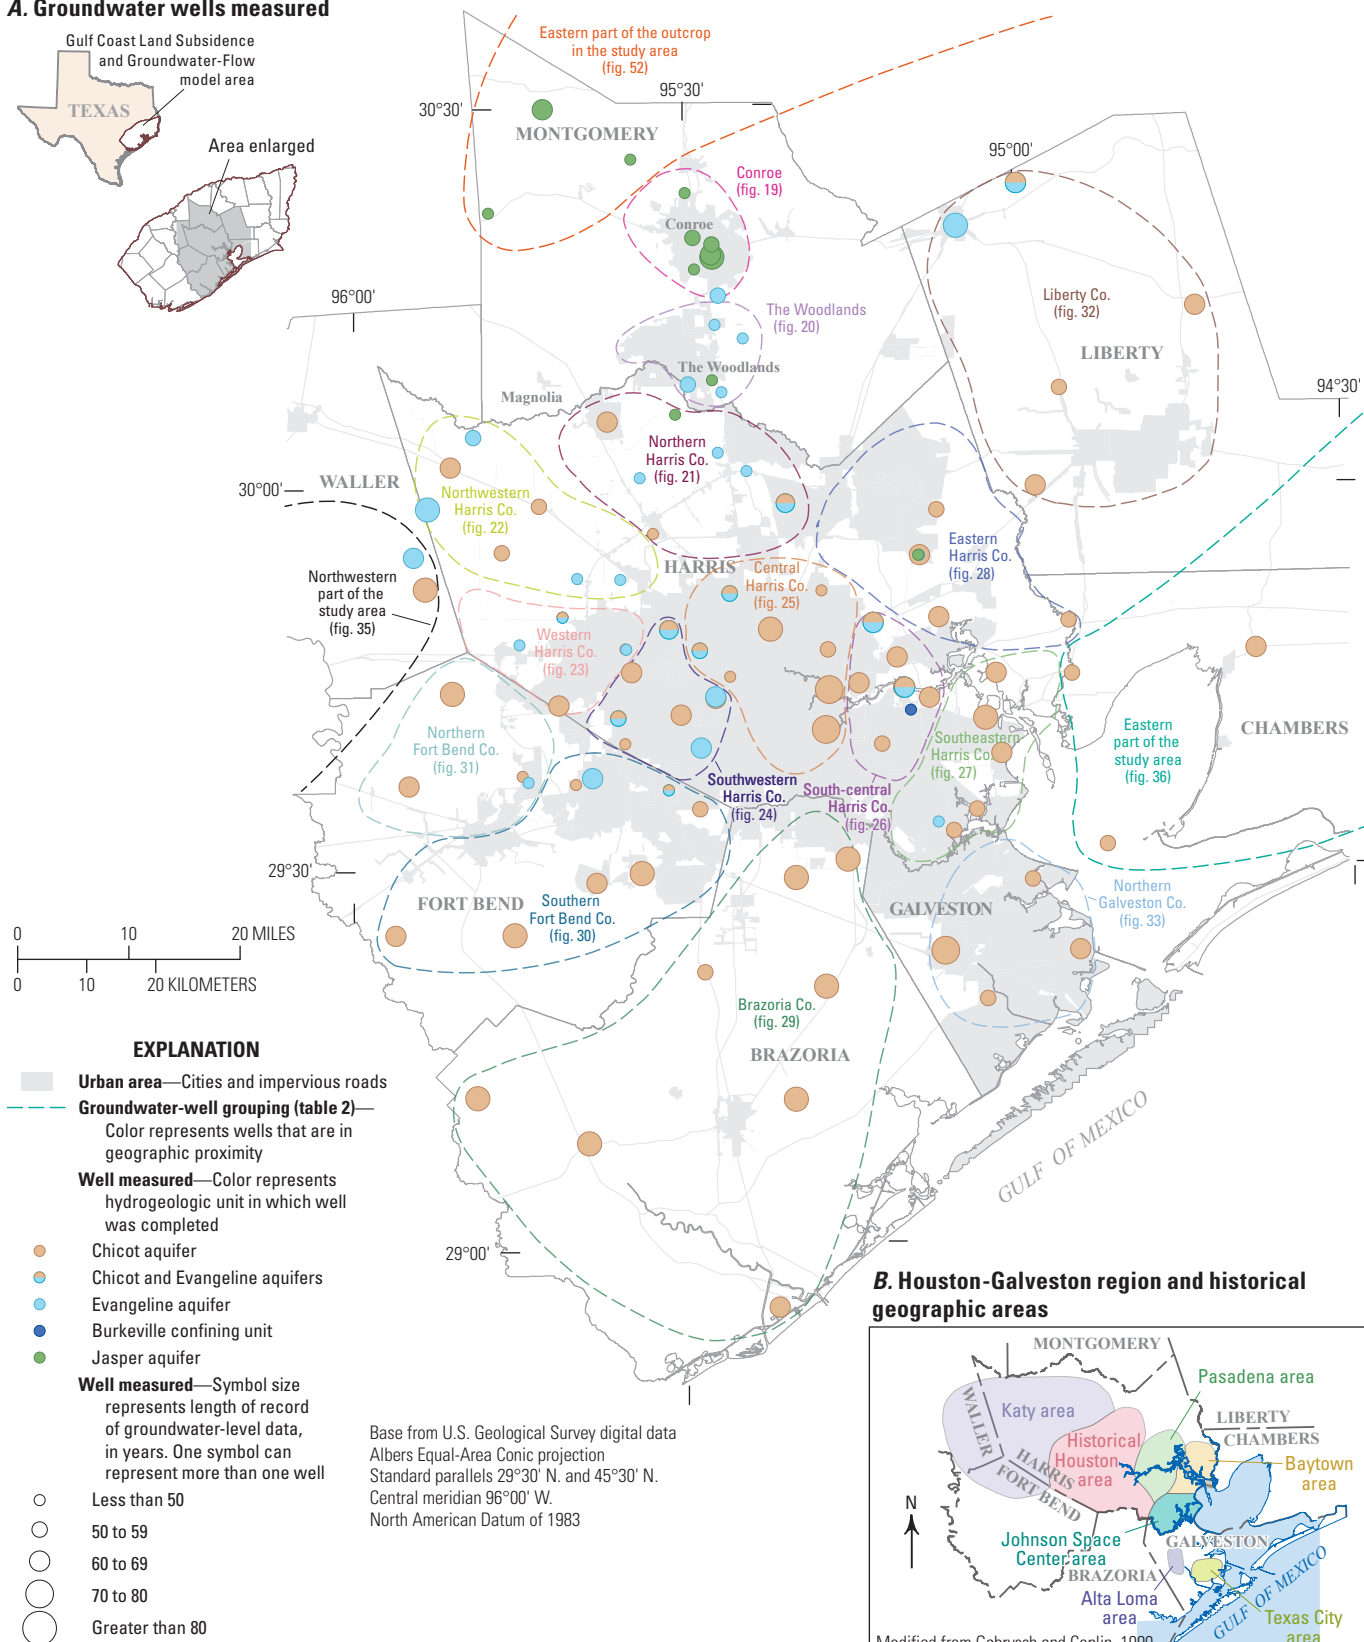 A. Groundwater wells measured
Gulf Coast Land Subsidence
and Groundwater-Flow
model area
TEXAS
Area enlarged
Eastern part of the outcrop
in the study area
(fig. 52)
95°30'
30°30'
MONTGOMERY
Conroe
(fig. 19)
Conroe
95°00'
96°00'
The Woodlands
(fig. 20)
The Woodlands
Liberty Co.
(fig. 32)
LIBERTY
94°30'
Magnolia
Northern
Harris Co.
(fig. 21)
WALLER
30°00'
Northwestern
Harris Co.
(fig. 22)
Eastern
Harris Co.
(fig. 28)
HARRIS
Central
Harris Co.
(fig. 25)
Northwestern
part of the
study area
(fig. 35)
Western
Harris Co.
(fig. 23)
Northern
Fort Bend Co.
(fig. 31)
Southeastern
Harris Co.
(fig. 27)
Eastern
part of the
study area
(fig. 36)
CHAMBERS
Southwestern
Harris Co.
(fig. 24)
South-central
Harris Co.
(fig. 26)
29°30'
FORT BEND
Southern
Fort Bend Co.
(fig. 30)
GALVESTON
Northern
Galveston Co.
(fig. 33)
0 10 20 MILES
0 10 20 KILOMETERS
Brazoria Co.
(fig. 29)
BRAZORIA
GULF OF MEXICO
29°00'
EXPLANATION
Urban area—Cities and impervious roads
Groundwater-well grouping (table 2)—
Color represents wells that are in
geographic proximity
Well measured—Color represents
hydrogeologic unit in which well
was completed
Chicot aquifer
Chicot and Evangeline aquifers
Evangeline aquifer
Burkeville confining unit
Jasper aquifer
Well measured—Symbol size
represents length of record
of groundwater-level data,
in years. One symbol can
represent more than one well
Less than 50
50 to 59
60 to 69
70 to 80
Greater than 80
Base from U.S. Geological Survey digital data
Albers Equal-Area Conic projection
Standard parallels 29°30' N. and 45°30' N.
Central meridian 96°00' W.
North American Datum of 1983
B. Houston-Galveston region and historical
geographic areas
MONTGOMERY
Pasadena area
WALLER
Katy area
LIBERTY
CHAMBERS
Historical
Houston
area
HARRIS
FORT BEND
Baytown
area
N
Johnson Space
Center area
GALVESTON
BRAZORIA
Alta Loma
area
GULF OF MEXICO
Texas City
area